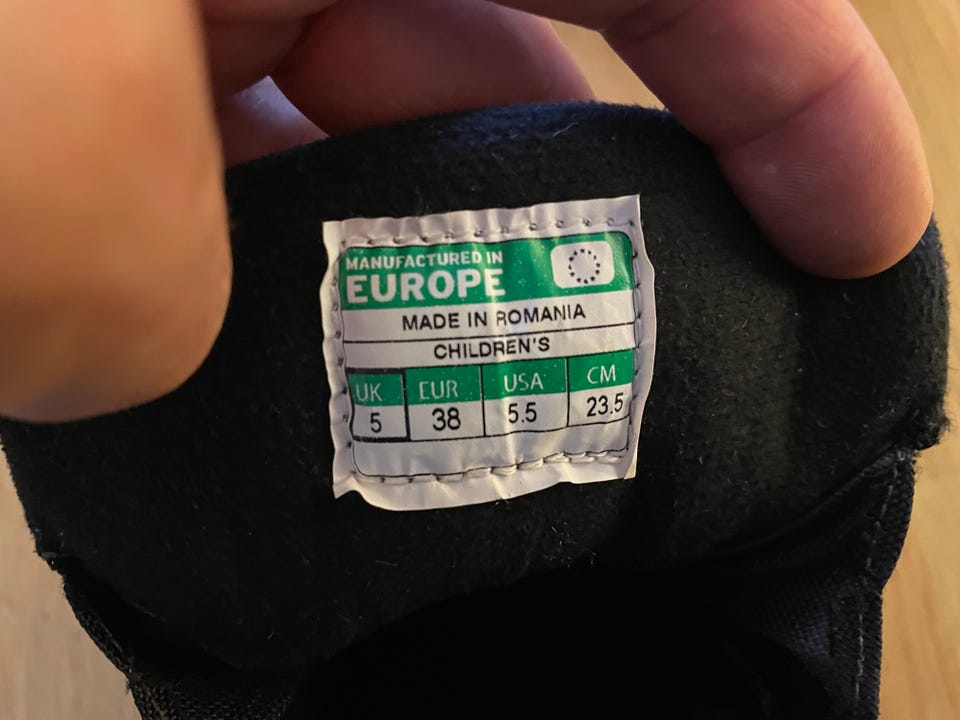 MANUFACTURED IN
EUROPE
MADE IN ROMANIA
CHILDREN'S
UK EUR USA CM
5 38 5.5 23.5